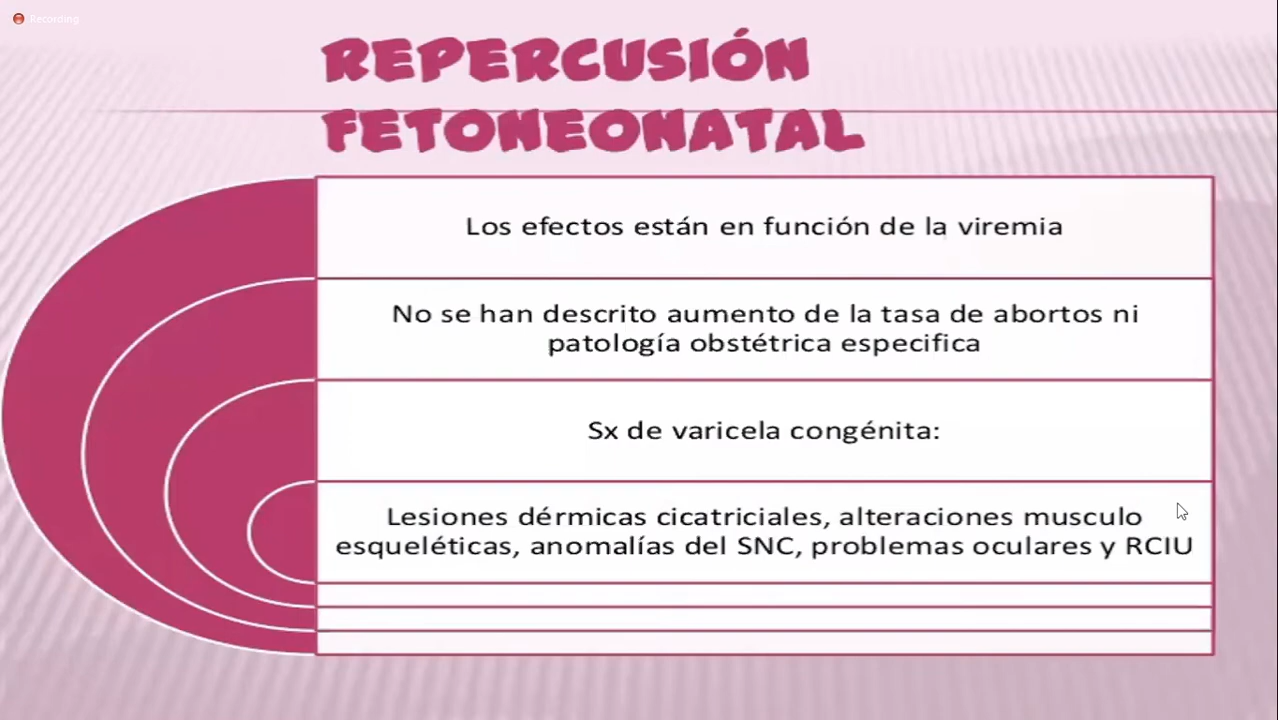 Recording
REPERCUSIÓN
FETONEONATAL
Los efectos están en función de la viremia
No se han descrito aumento de la tasa de abortos ni
patología obstétrica especifica
Sx de varicela congénita:
Lesiones dérmicas cicatriciales, alteraciones musculo
esqueléticas, anomalías del SNC, problemas oculares y RCIU